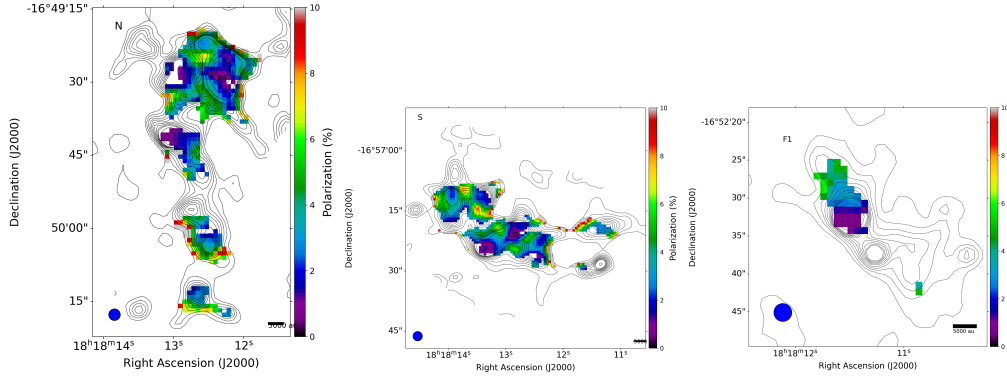 N
-16°49'15"
30"
45"
50'00"
15"
Declination (J2000)
18ʰ18ᵐ14ˢ
13ˢ
12ˢ
Right Ascension (J2000)
5000 au
10
8
6
4
2
0
Polarization (%)
S
-16°57'00"
15"
30"
45"
Declination (J2000)
18ʰ18ᵐ14ˢ
13ˢ
12ˢ
11ˢ
Right Ascension (J2000)
5000
10
8
6
4
2
0
Polarization (%)
F1
-16°52'20"
25"
30"
35"
40"
45"
Declination (J2000)
18ʰ18ᵐ12ˢ
11ˢ
Right Ascension (J2000)
5000 au
10
8
6
4
2
0